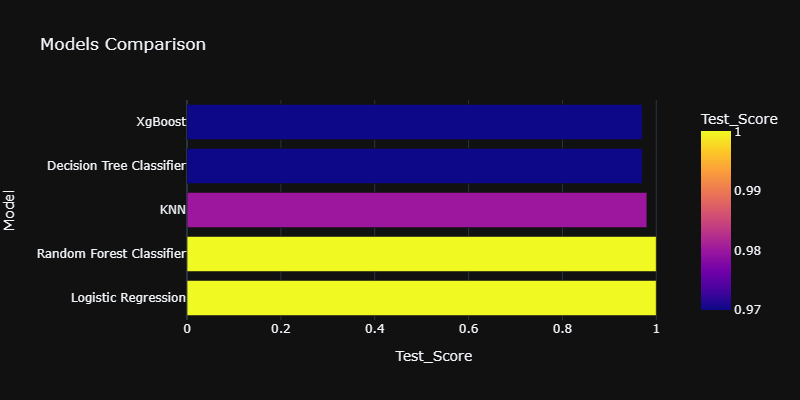 Models Comparison
Test_Score
XgBoost
Decision Tree Classifier
KNN
Random Forest Classifier
Logistic Regression
Model
0
0.2
0.4
0.6
0.8
1
Test_Score
1
0.99
0.98
0.97